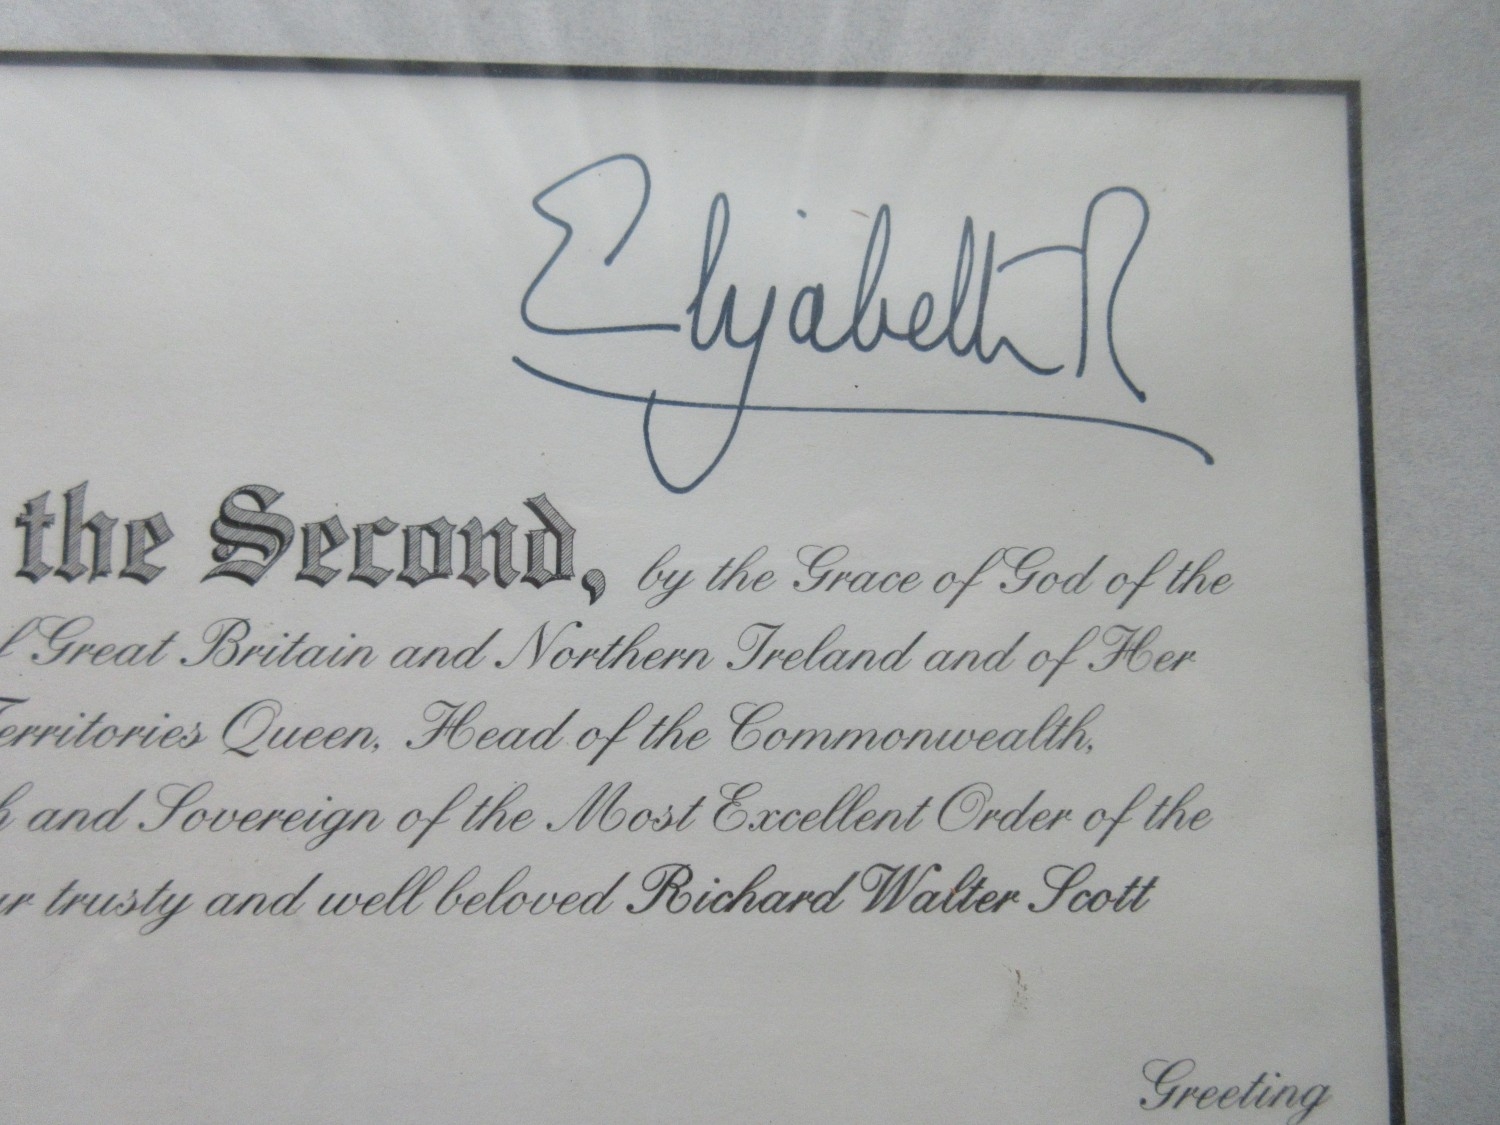 Elizabeth R
the Second, by the Grace of God of the
Great Britain and Northern Ireland and of Her
Territories Queen, Head of the Commonwealth,
and Sovereign of the Most Excellent Order of the
trusty and well beloved Richard Walter Scott
Greeting